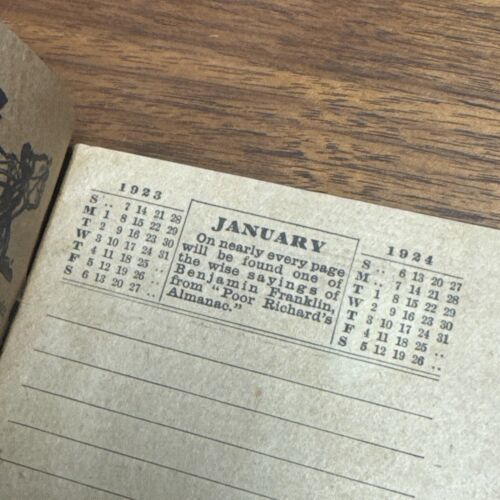 1923
S .. 7 14 21 28
M 1 8 15 22 29
T 2 9 16 23 30
W 3 10 17 24 31
T 4 11 18 25 ..
F 5 12 19 26 ..
S 6 13 20 27 ..
JANUARY
On nearly every page
will be found one of
the wise sayings of
Benjamin Franklin,
from "Poor Richard's
Almanac."
1924
S .. 6 13 20 27
M .. 7 14 21 28
T 1 8 15 22 29
W 2 9 16 23 30
T 3 10 17 24 31
F 4 11 18 25 ..
S 5 12 19 26 ..